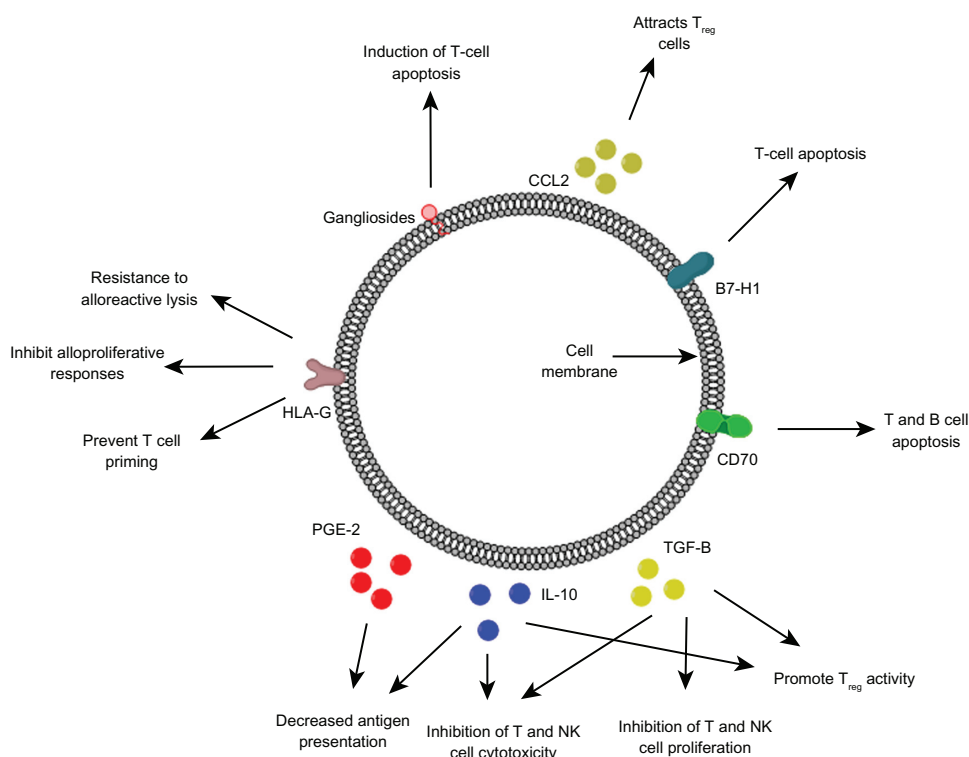 Attracts Treg
cells
Induction of T-cell
apoptosis
CCL2
T-cell apoptosis
Gangliosides
B7-H1
Resistance to
alloreactive lysis
Inhibit alloproliferative
responses
Cell
membrane
HLA-G
Prevent T cell
priming
T and B cell
apoptosis
CD70
PGE-2
TGF-B
IL-10
Promote Treg activity
Decreased antigen
presentation
Inhibition of T and NK
cell cytotoxicity
Inhibition of T and NK
cell proliferation